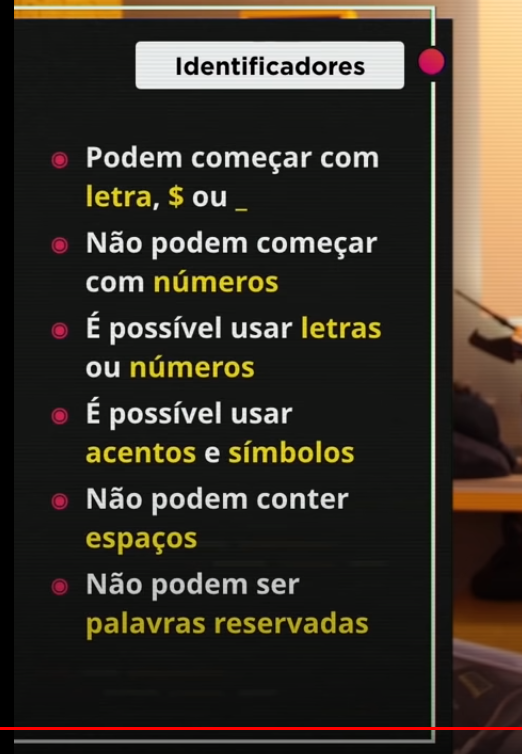 Identificadores
Podem começar com
letra, $ ou _
Não podem começar
com números
É possível usar letras
ou números
É possível usar
acentos e símbolos
Não podem conter
espaços
Não podem ser
palavras reservadas